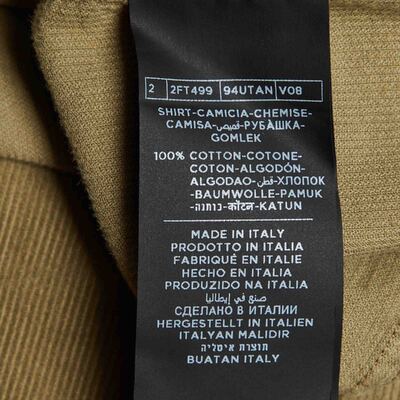 2 2FT499 94UTAN V08
SHIRT-CAMICIA-CHEMISE-
CAMISA-قميص-РУБАШКА-
GOMLEK
100% COTTON-COTONE-
COTON-ALGODÓN-
ALGODAO-قطن-ХЛОПОК
-BAUMWOLLE-PAMUK-
-כותנה-कॉटन-KATUN
MADE IN ITALY
PRODOTTO IN ITALIA
FABRIQUÉ EN ITALIE
HECHO EN ITALIA
PRODUZIDO NA ITALIA
صنع في إيطاليا
СДЕЛАНО В ИТАЛИИ
HERGESTELLT IN ITALIEN
ITALYAN MALIDIR
תוצרת איטליה
BUATAN ITALY